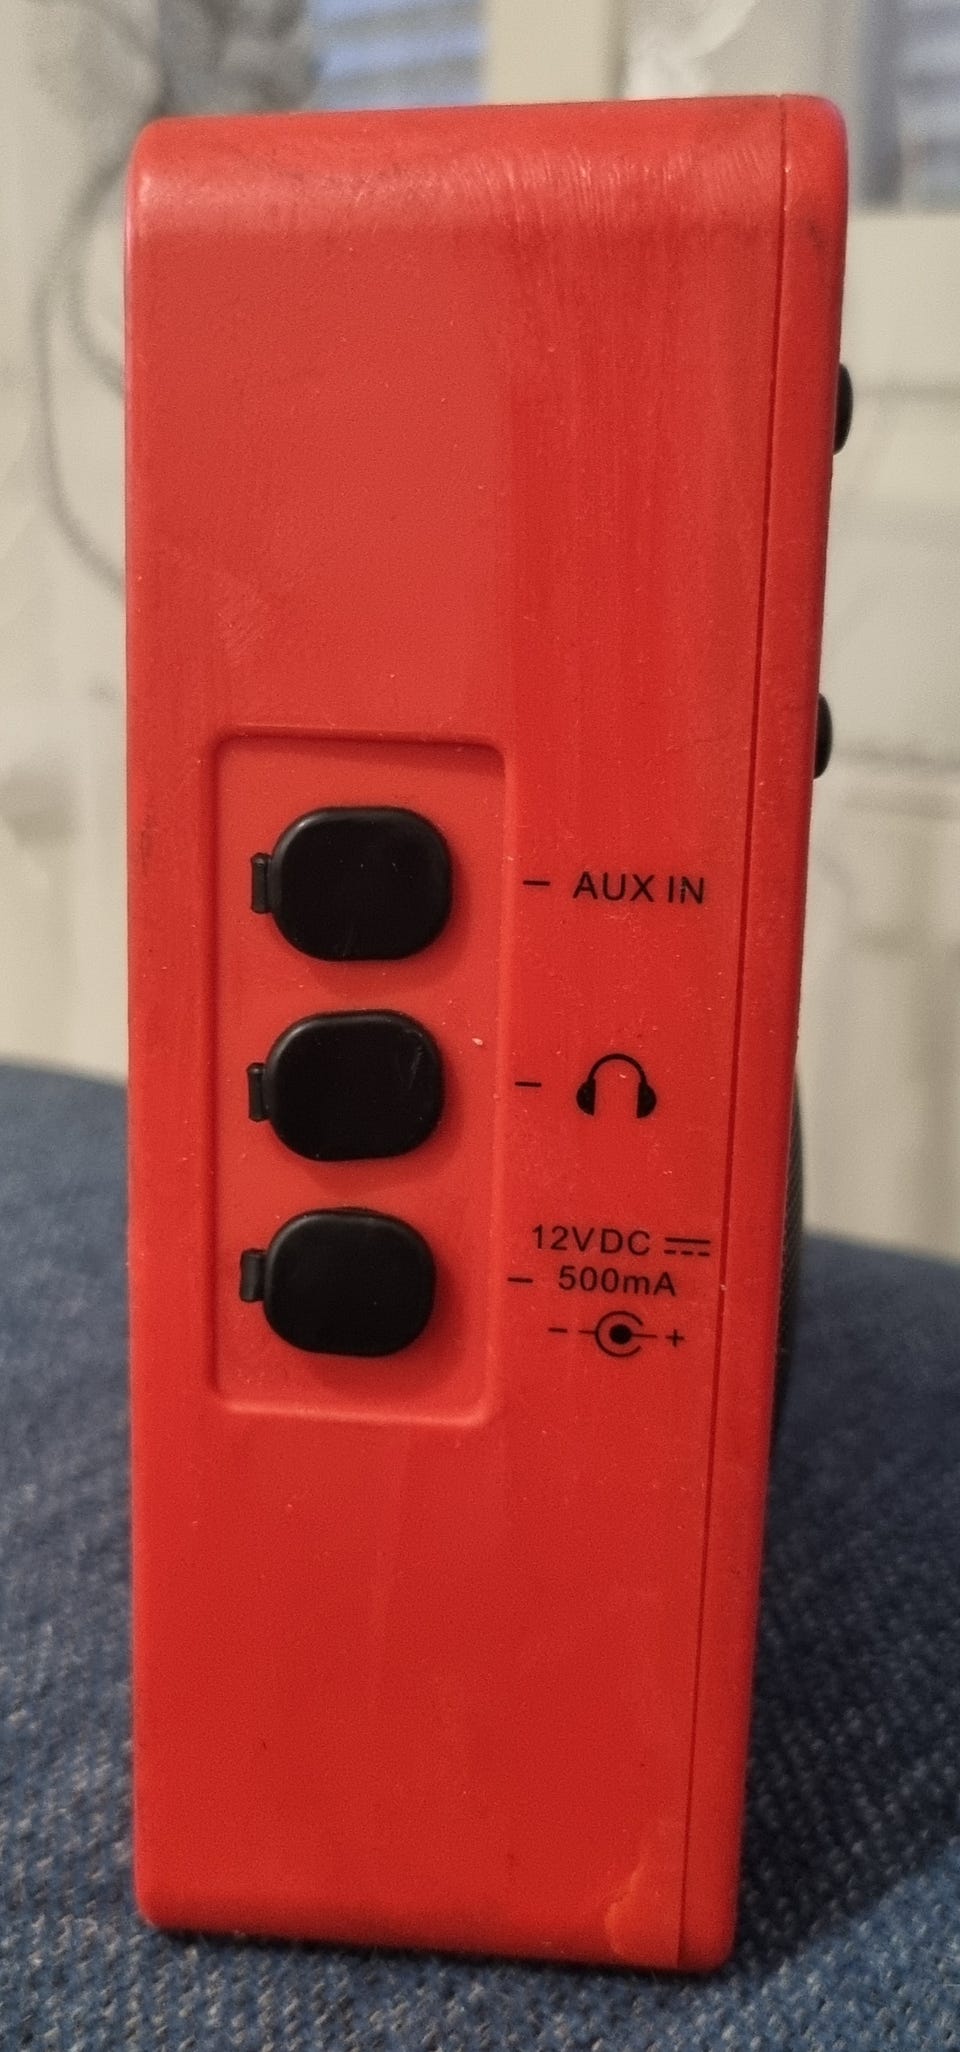 AUX IN
12VDC
500mA
- +